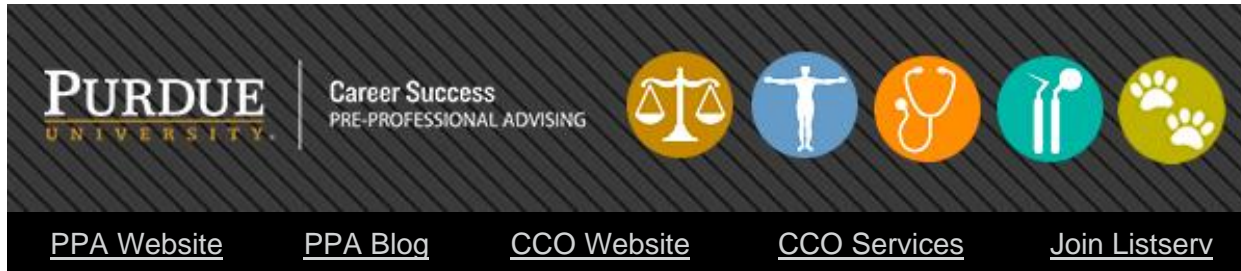 PURDUE
UNIVERSITY.
Career Success
PRE-PROFESSIONAL ADVISING
PPA Website PPA Blog CCO Website CCO Services Join Listserv